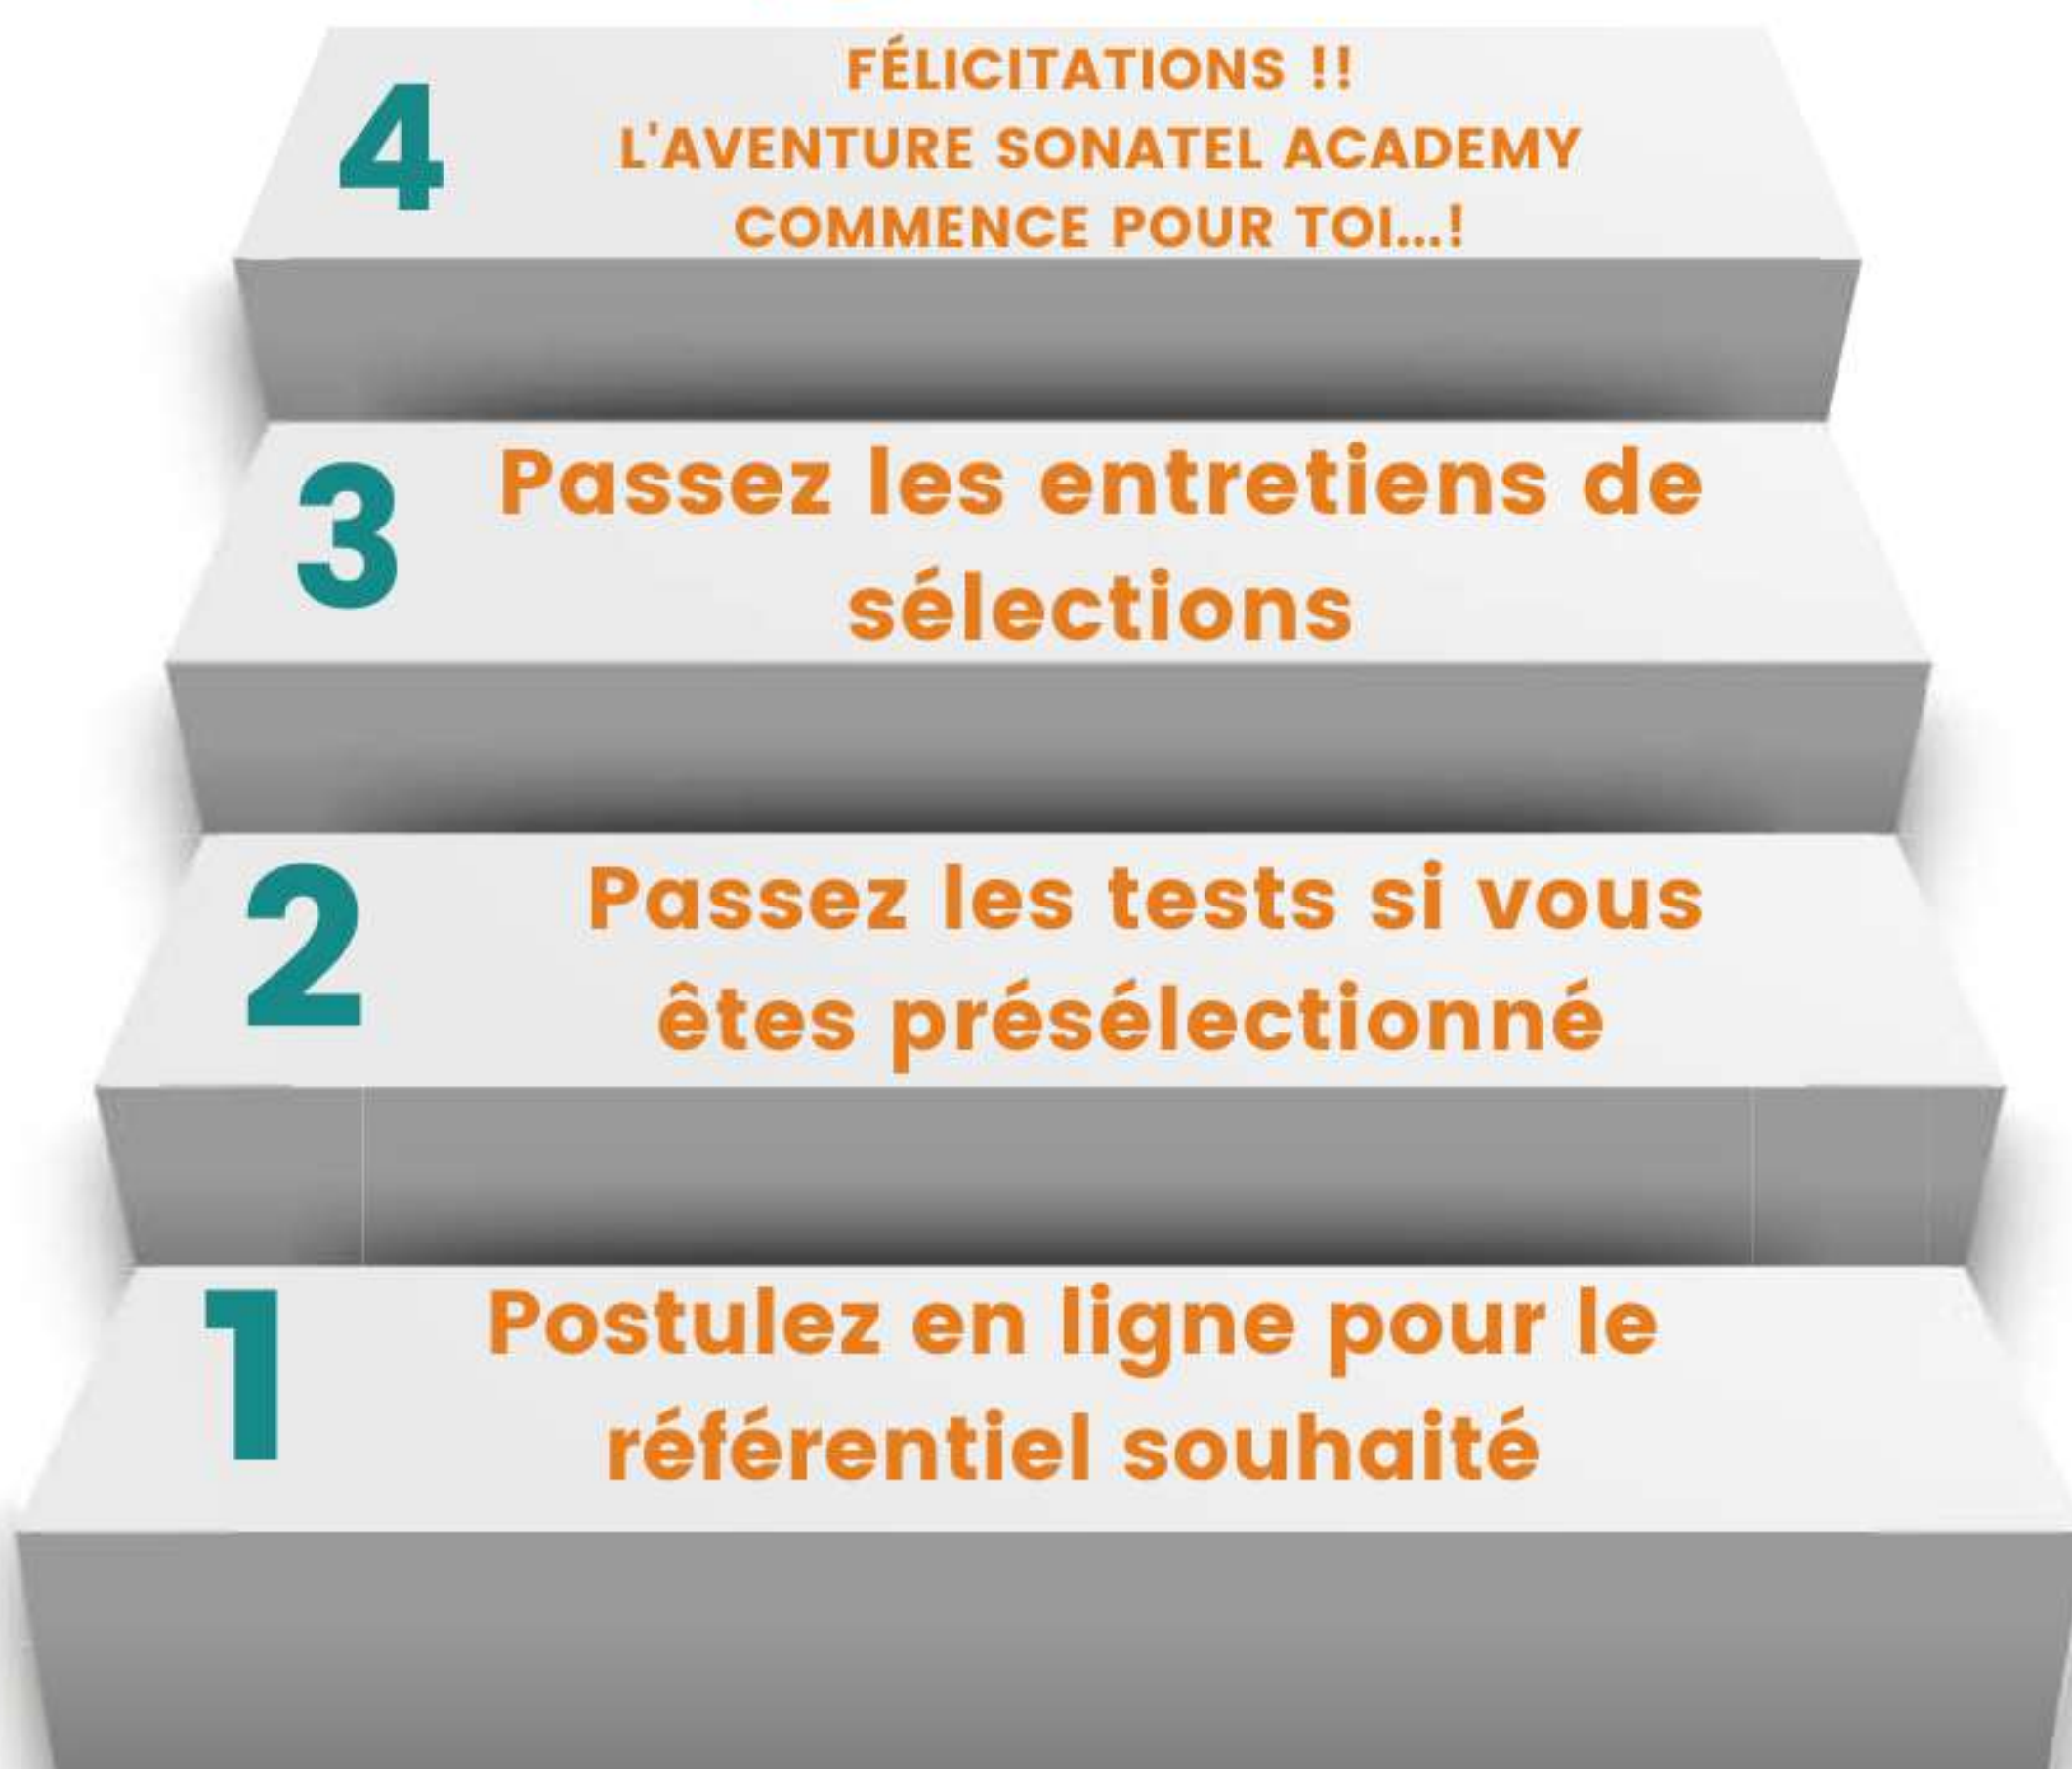 4
FÉLICITATIONS !!
L'AVENTURE SONATEL ACADEMY
COMMENCE POUR TOI...!
3
Passez les entretiens de
sélections
2
Passez les tests si vous
êtes présélectionné
1
Postulez en ligne pour le
référentiel souhaité